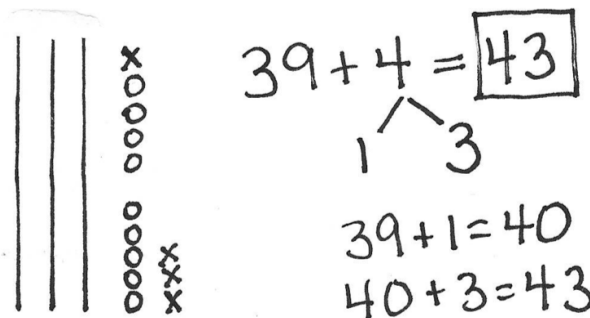 39 + 4 = 43
1 3
39 + 1 = 40
40 + 3 = 43